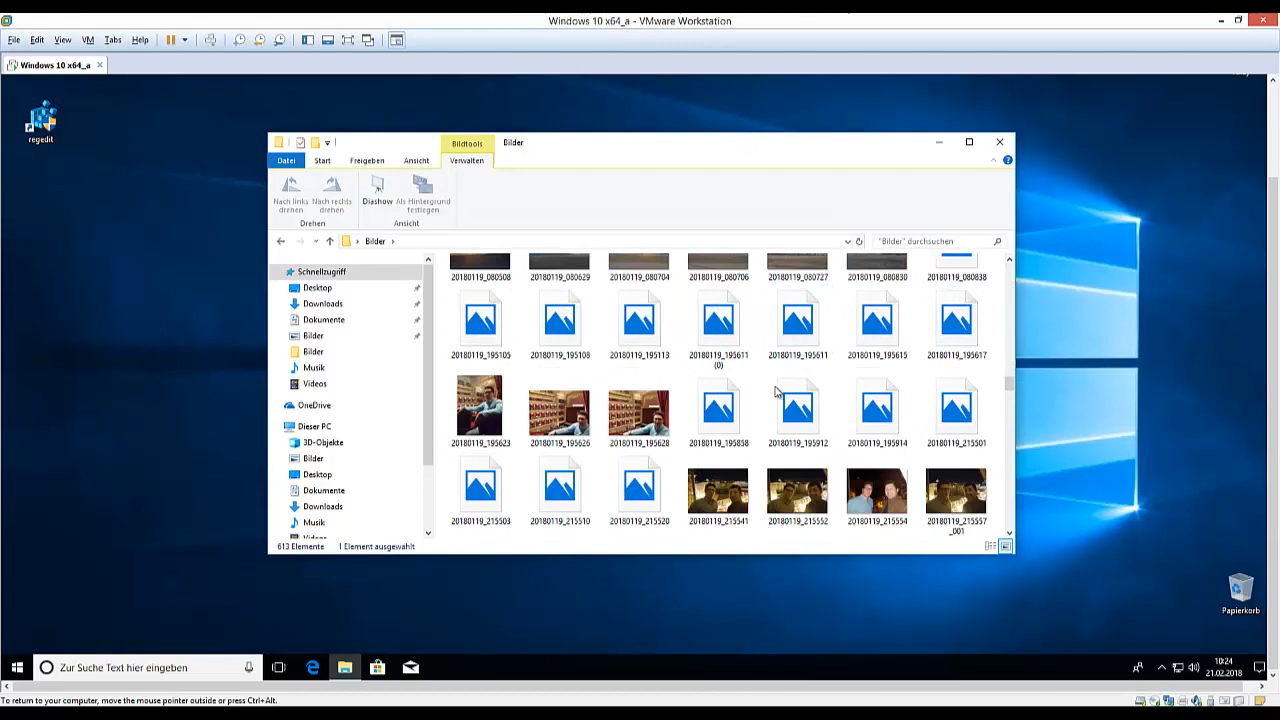 Windows 10 x64_a - VMware Workstation
File Edit View VM Tabs Help
Windows 10 x64_a
regedit
Bildtools Bilder
Datei Start Freigeben Ansicht Verwalten
Nach links drehen
Nach rechts drehen
Diashow
Als Hintergrund festlegen
Drehen Ansicht
Bilder
"Bilder" durchsuchen
Schnellzugriff
Desktop
Downloads
Dokumente
Bilder
Bilder
Musik
Videos
OneDrive
Dieser PC
3D-Objekte
Bilder
Desktop
Dokumente
Downloads
Musik
Videos
20180119_080508 20180119_080629 20180119_080704 20180119_080706 20180119_080727 20180119_080830 20180119_080838
20180119_195105 20180119_195108 20180119_195113 20180119_195611 (0) 20180119_195611 20180119_195615 20180119_195617
20180119_195623 20180119_195626 20180119_195628 20180119_195858 20180119_195912 20180119_195914 20180119_215501
20180119_215503 20180119_215510 20180119_215520 20180119_215541 20180119_215552 20180119_215554 20180119_215557_001
613 Elemente 1 Element ausgewählt
Papierkorb
Zur Suche Text hier eingeben
10:24
21.02.2018
To return to your computer, move the mouse pointer outside or press Ctrl+Alt.